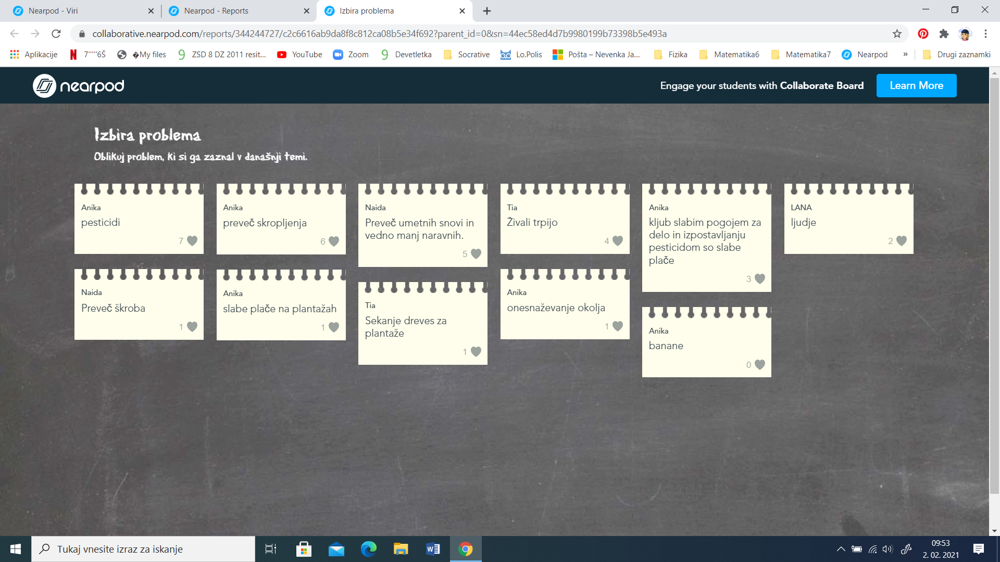 Nearpod - Viri
Nearpod - Reports
Izbira problema
collaborative.nearpod.com/reports/344244727/c2c6616ab9da8f8c812ca08b5e34f692?parent_id=0&sn=44ec58ed4d7b9980199b73398b5e493a
Aplikacije
7'''''6Š
�My files
ZSD 8 DZ 2011 resit...
YouTube
Zoom
Devetletka
Socrative
Lo.Polis
Pošta – Nevenka Ja...
Fizika
Matematika6
Matematika7
Nearpod
»
Drugi zaznamki
nearpod
Engage your students with Collaborate Board
Learn More
Izbira problema
Oblikuj problem, ki si ga zaznal v današnji temi.
Anika
pesticidi
7
Anika
preveč skropljenja
6
Naida
Preveč umetnih snovi in
vedno manj naravnih.
5
Tia
Živali trpijo
4
Anika
kljub slabim pogojem za
delo in izpostavljanju
pesticidom so slabe
plače
3
LANA
ljudje
2
Naida
Preveč škroba
1
Anika
slabe plače na plantažah
1
Tia
Sekanje dreves za
plantaže
1
Anika
onesnaževanje okolja
1
Anika
banane
0
Tukaj vnesite izraz za iskanje
09:53
2. 02. 2021